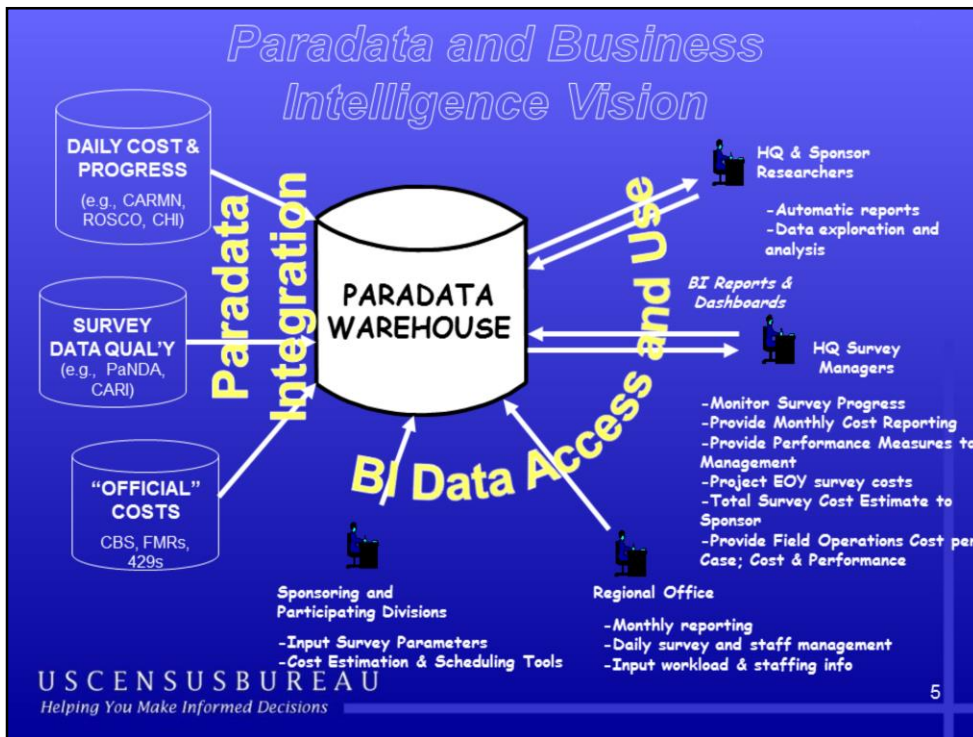 Paradata and Business
Intelligence Vision
DAILY COST &
PROGRESS
(e.g., CARMN,
ROSCO, CHI)
SURVEY
DATA QUAL'Y
(e.g., PaNDA,
CARI)
"OFFICIAL"
COSTS
CBS, FMRs,
429s
Paradata
Integration
PARADATA
WAREHOUSE
BI Data Access and Use
HQ & Sponsor
Researchers
-Automatic reports
-Data exploration and
analysis
BI Reports &
Dashboards
HQ Survey
Managers
-Monitor Survey Progress
-Provide Monthly Cost Reporting
-Provide Performance Measures to
Management
-Project EOY survey costs
-Total Survey Cost Estimate to
Sponsor
-Provide Field Operations Cost per
Case; Cost & Performance
Sponsoring and
Participating Divisions
-Input Survey Parameters
-Cost Estimation & Scheduling Tools
Regional Office
-Monthly reporting
-Daily survey and staff management
-Input workload & staffing info
USCENSUSBUREAU
Helping You Make Informed Decisions
5